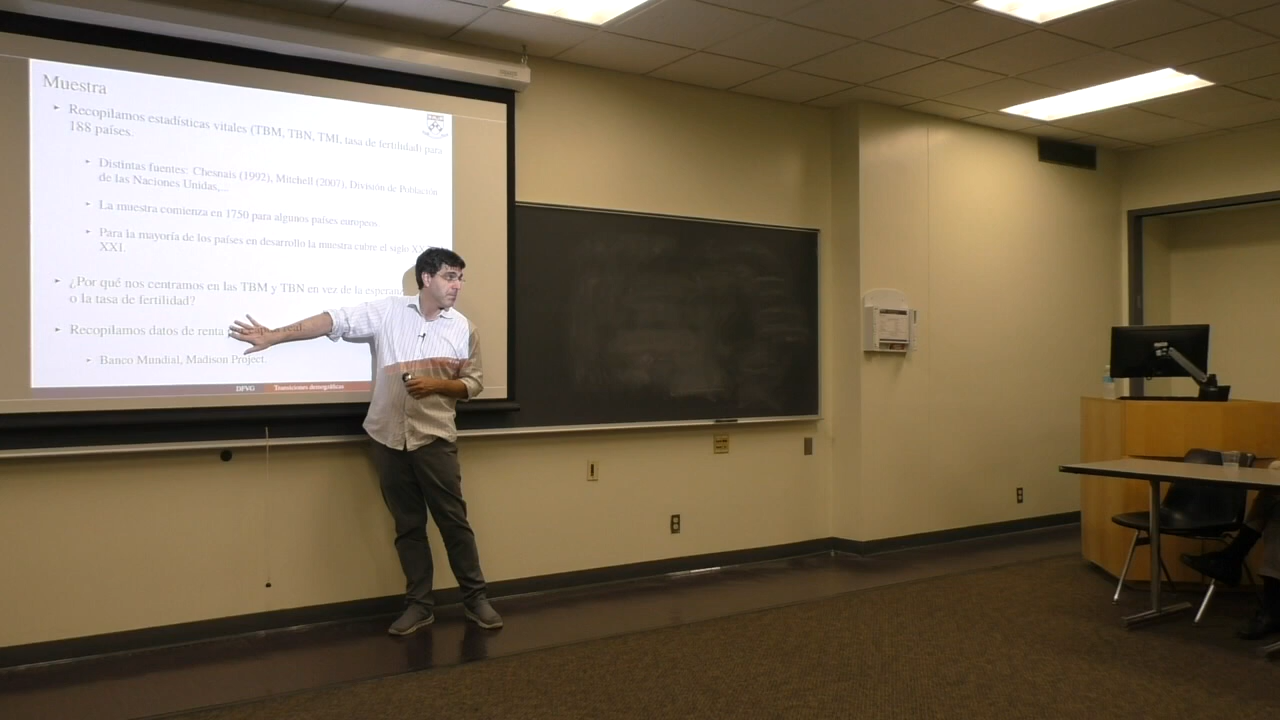 Muestra
Recopilamos estadísticas vitales (TBM, TBN, TMI, tasa de fertilidad) para
188 países.
Distintas fuentes: Chesnais (1992), Mitchell (2007), División de Población
de las Naciones Unidas,...
La muestra comienza en 1750 para algunos países europeos
Para la mayoría de los países en desarrollo la muestra cubre el siglo XX
XXI.
¿Por qué nos centramos en las TBM y TBN en vez de la
o la tasa de fertilidad?
Recopilamos datos de renta
Banco Mundial, Madison Project.
DFVG Transiciones demográficas